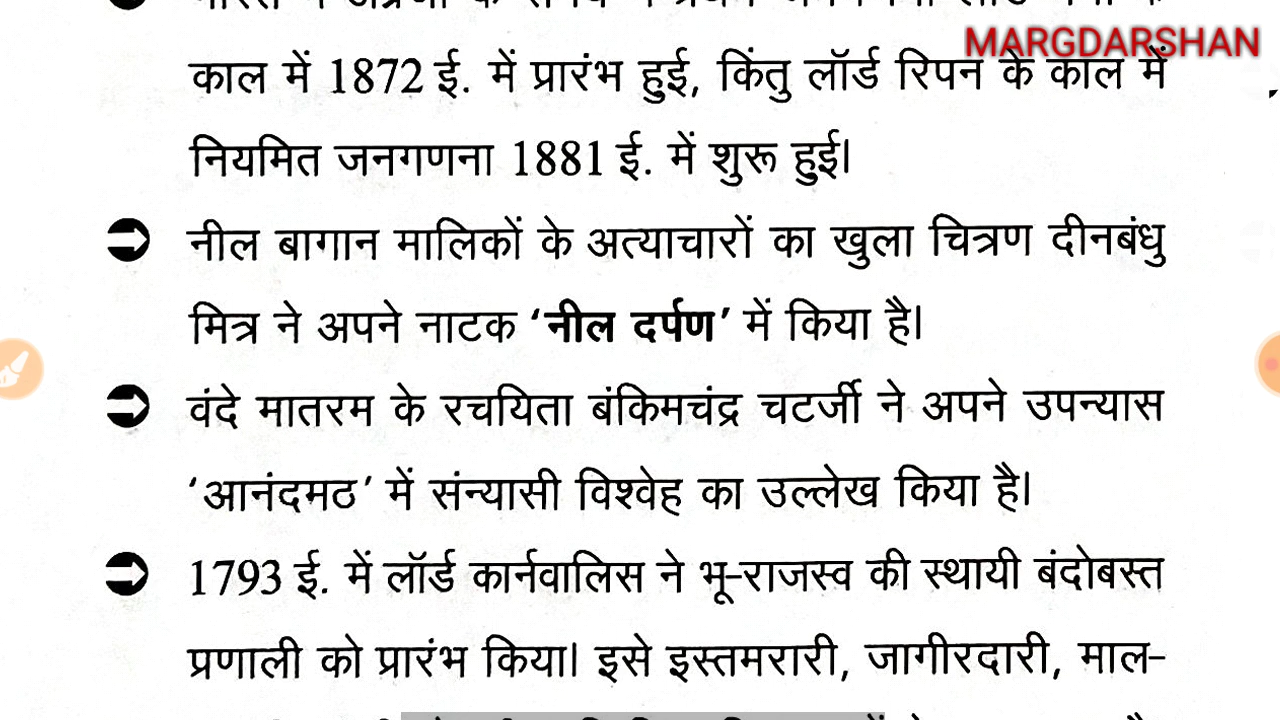 MARGDARSHAN
काल में 1872 ई. में प्रारंभ हुई, किंतु लॉर्ड रिपन के काल में
नियमित जनगणना 1881 ई. में शुरू हुई।
नील बागान मालिकों के अत्याचारों का खुला चित्रण दीनबंधु
मित्र ने अपने नाटक ‘नील दर्पण’ में किया है।
वंदे मातरम के रचयिता बंकिमचंद्र चटर्जी ने अपने उपन्यास
‘आनंदमठ’ में संन्यासी विश्वेह का उल्लेख किया है।
1793 ई. में लॉर्ड कार्नवालिस ने भू-राजस्व की स्थायी बंदोबस्त
प्रणाली को प्रारंभ किया। इसे इस्तमरारी, जागीरदारी, माल-